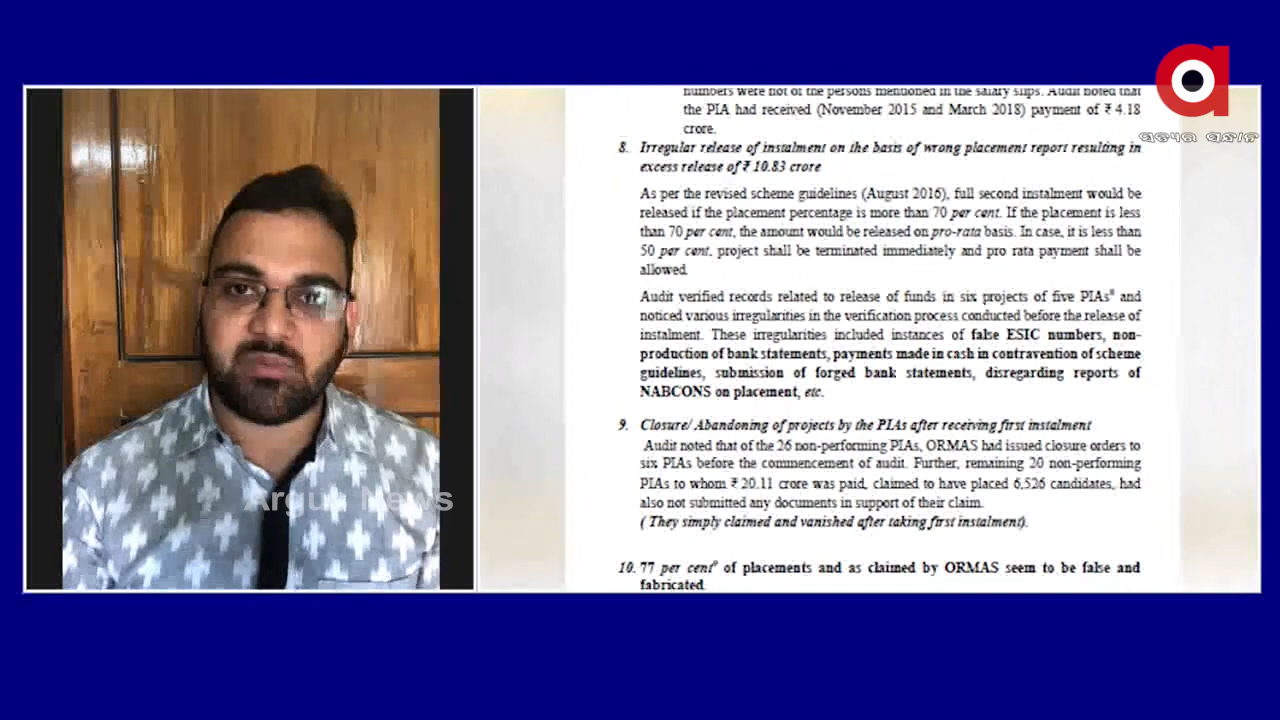 numbers were not of the persons mentioned in the salary slips. Audit noted that
the PIA had received (November 2015 and March 2018) payment of ₹ 4.18
crore.
8. Irregular release of instalment on the basis of wrong placement report resulting in
excess release of ₹ 10.83 crore
As per the revised scheme guidelines (August 2016), full second instalment would be
released if the placement percentage is more than 70 per cent. If the placement is less
than 70 per cent, the amount would be released on pro-rata basis. In case, it is less than
50 per cent, project shall be terminated immediately and pro rata payment shall be
allowed.
Audit verified records related to release of funds in six projects of five PIAs and
noticed various irregularities in the verification process conducted before the release of
instalment. These irregularities included instances of false ESIC numbers, non-
production of bank statements, payments made in cash in contravention of scheme
guidelines, submission of forged bank statements, disregarding reports of
NABCONS on placement, etc.
9. Closure/ Abandoning of projects by the PIAs after receiving first instalment
Audit noted that of the 26 non-performing PIAs, ORMAS had issued closure orders to
six PIAs before the commencement of audit. Further, remaining 20 non-performing
PIAs to whom ₹ 20.11 crore was paid, claimed to have placed 6,526 candidates, had
also not submitted any documents in support of their claim.
( They simply claimed and vanished after taking first instalment).
10. 77 per cent of placements and as claimed by ORMAS seem to be false and
fabricated.
Argus News